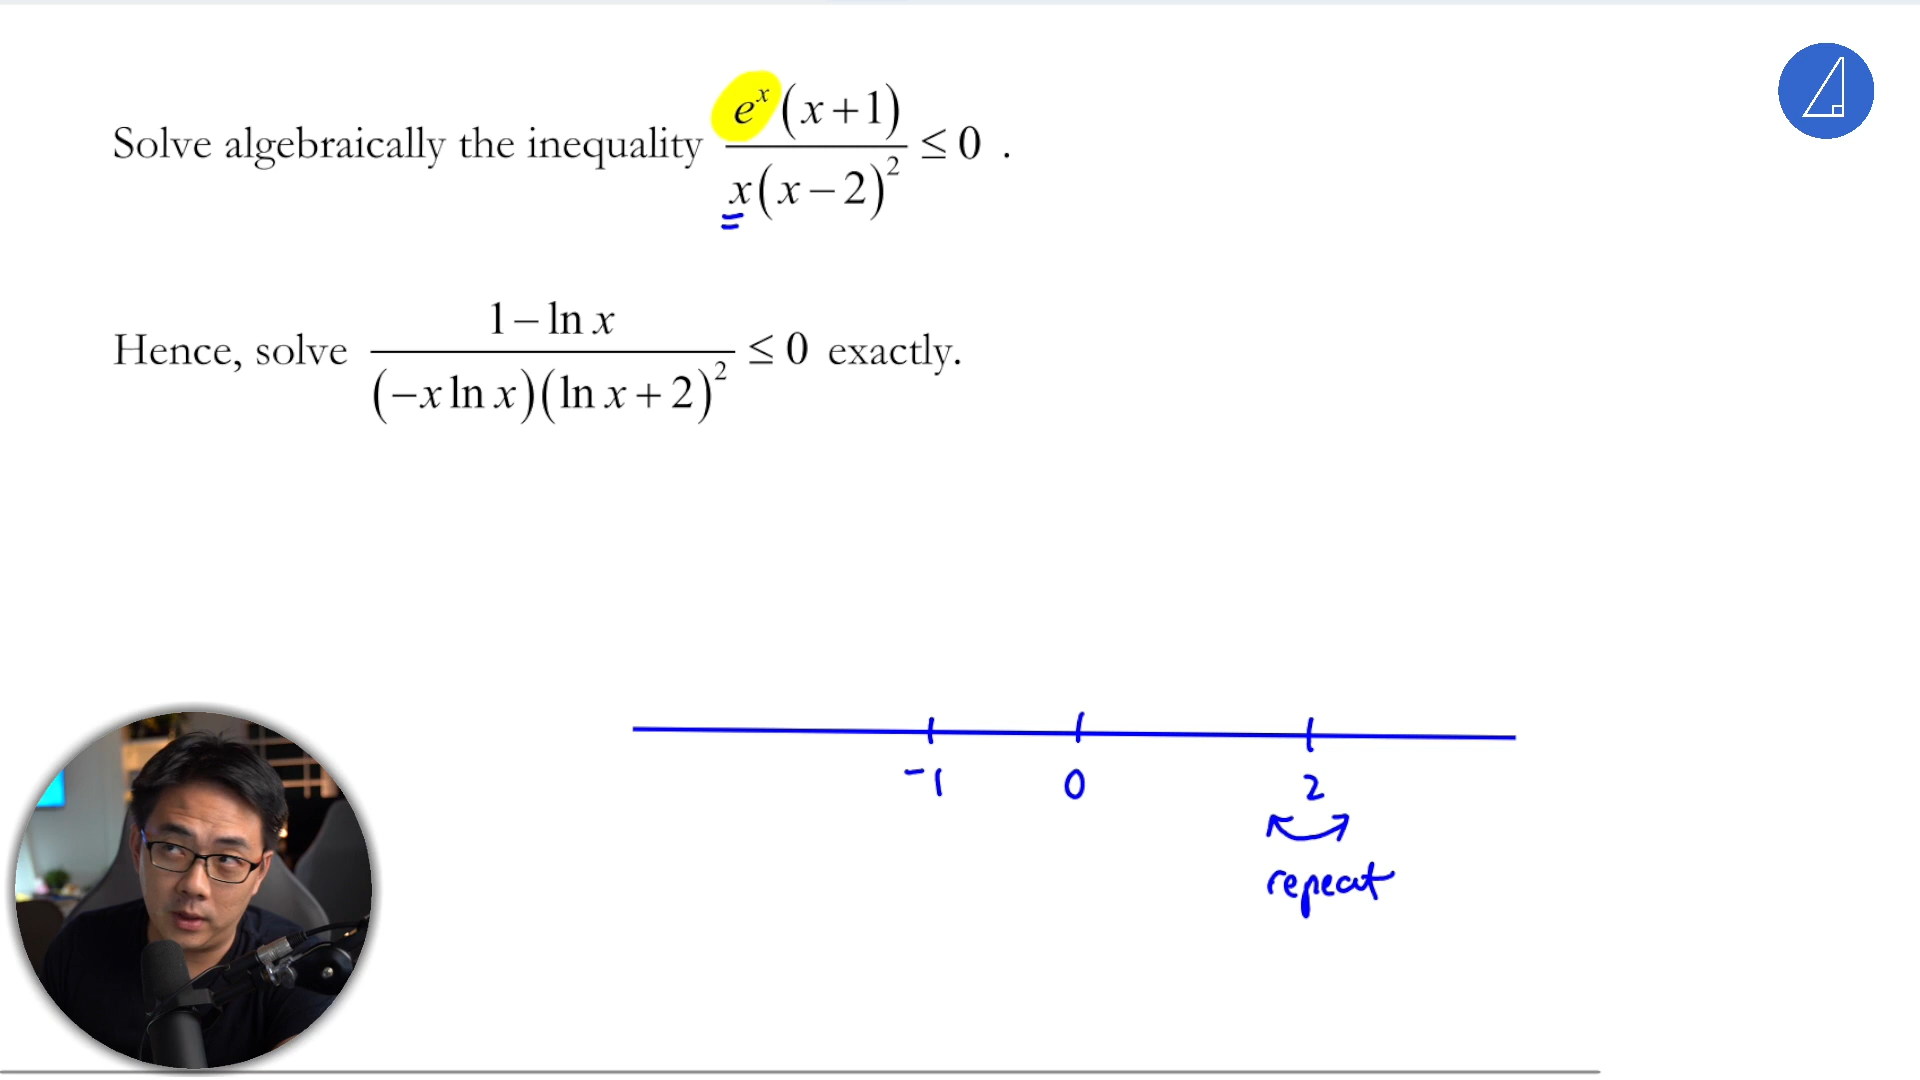 Solve algebraically the inequality e^x(x+1) / x(x−2)^2 ≤ 0 .
Hence, solve 1−ln x / (−x ln x)(ln x+2)^2 ≤ 0 exactly.
-1 0 2
repeat